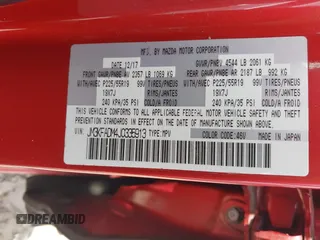 MFD. BY MAZDA MOTOR CORPORATION
DATE 12/17 GVWR/PNBV 4544 LB 2061 KG
GAWR/PNBE AV 2357 LB 1069 KG GAWR/PNBE AR 2187 LB 992 KG
WITH/AVEC P225/55R19 99V TIRES/PNEUS WITH/AVEC P225/55R19 99V TIRES/PNEUS
19X7J RIMS/JANTES 19X7J RIMS/JANTES
240 KPA/35 PSI COLD/A FROID 240 KPA/35 PSI COLD/A FROID
THIS VEHICLE CONFORMS TO ALL APPLICABLE FEDERAL MOTOR VEHICLE SAFETY AND THEFT
PREVENTION STANDARDS IN EFFECT ON THE DATE OF MANUFACTURE SHOWN ABOVE.
VIN: TYPE:MPV
COLOUR: 46V MADE IN JAPAN
DREAMBID